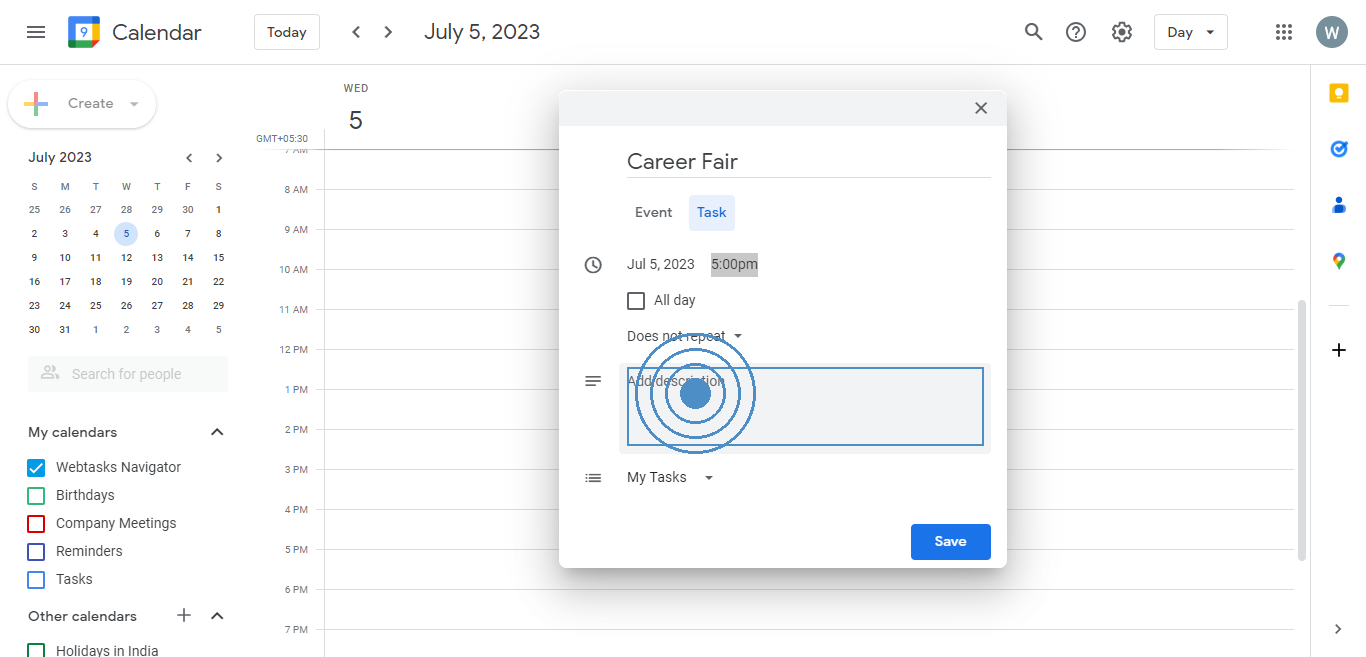 9 Calendar Today July 5, 2023 Day W
Create
July 2023
S M T W T F S
25 26 27 28 29 30 1
2 3 4 5 6 7 8
9 10 11 12 13 14 15
16 17 18 19 20 21 22
23 24 25 26 27 28 29
30 31 1 2 3 4 5
Search for people
My calendars
Webtasks Navigator
Birthdays
Company Meetings
Reminders
Tasks
Other calendars
Holidays in India
WED
5
GMT+05:30
7 AM
8 AM
9 AM
10 AM
11 AM
12 PM
1 PM
2 PM
3 PM
4 PM
5 PM
6 PM
7 PM
Career Fair
Event Task
Jul 5, 2023 5:00pm
All day
Does not repeat
Add description
My Tasks
Save